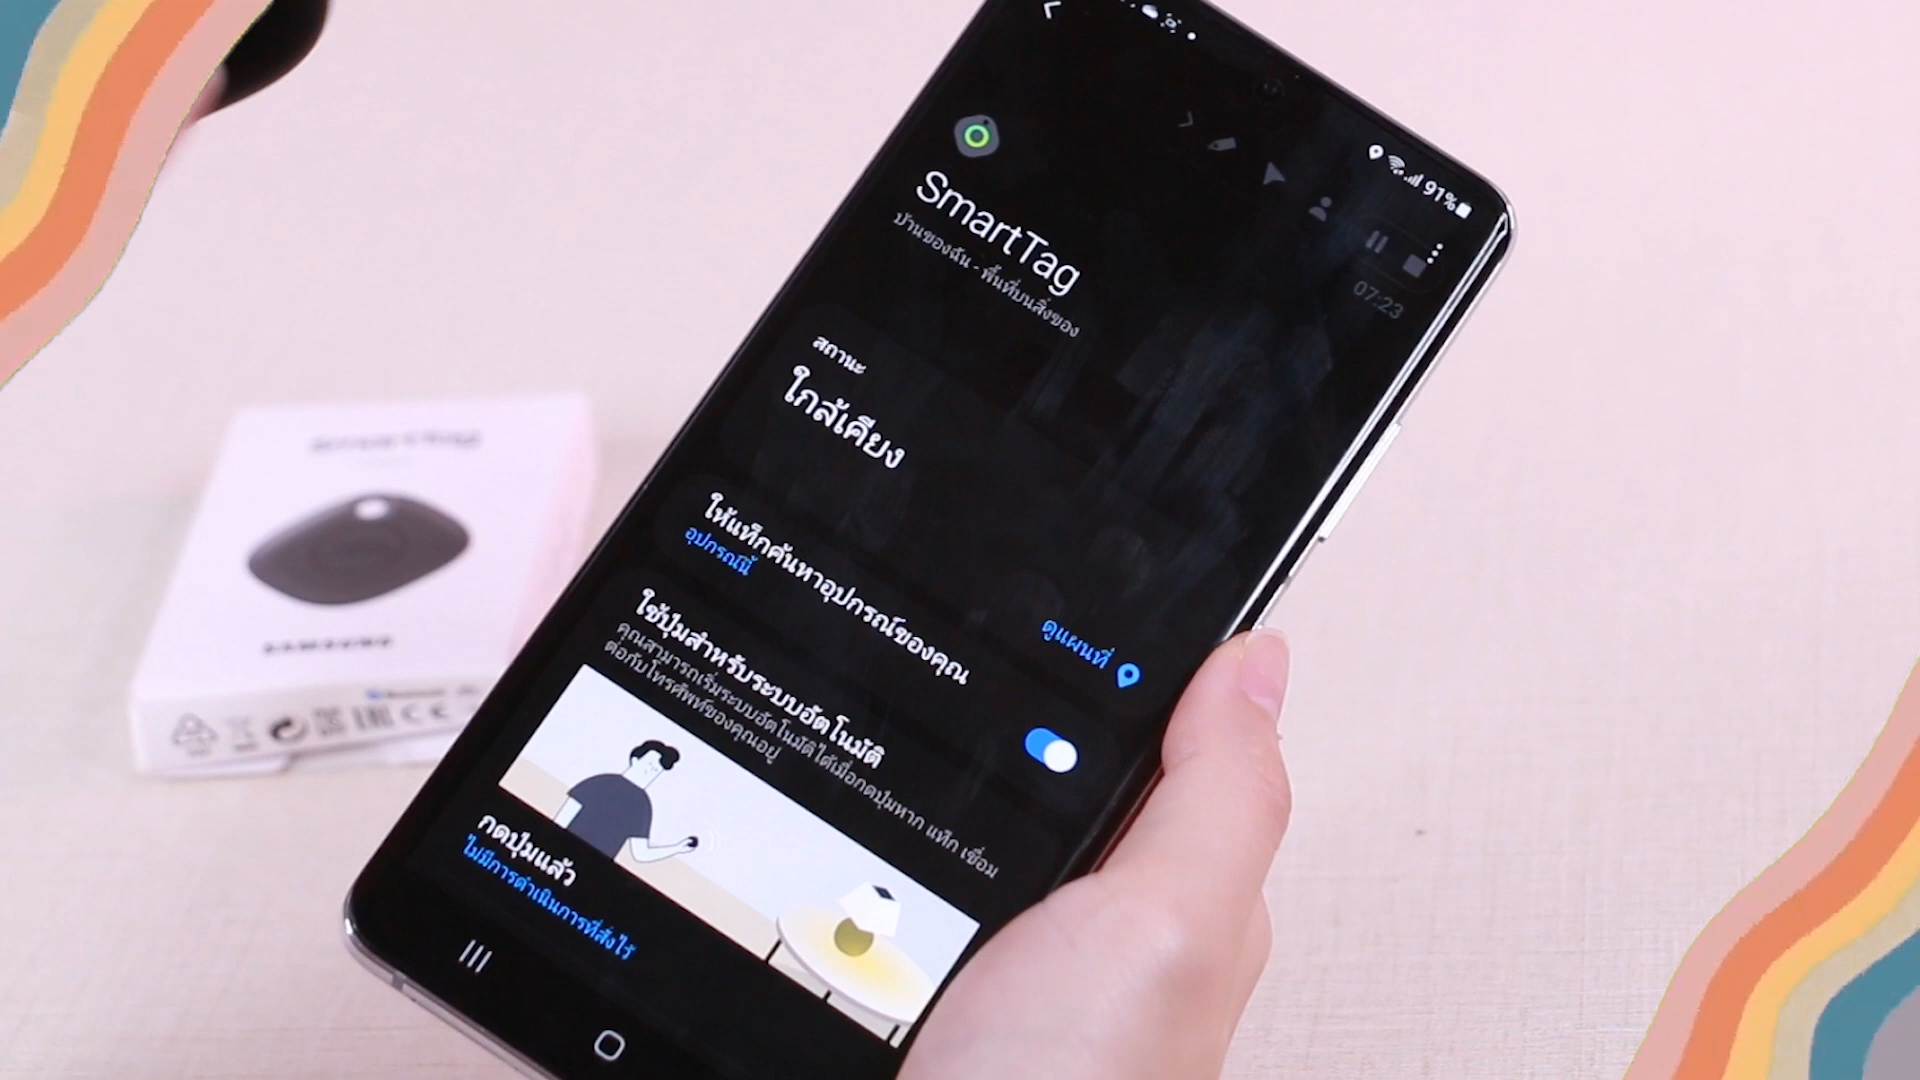 91%
SmartTag
บ้านของฉัน - พื้นที่บนสิ่งของ
07:23
สถานะ
ใกล้เคียง
ดูแผนที่
ให้แท็กค้นหาอุปกรณ์ของคุณ
อุปกรณ์นี้
ใช้ปุ่มสำหรับระบบอัตโนมัติ
คุณสามารถเริ่มระบบอัตโนมัติได้เมื่อกดปุ่มหาก แท็ก เชื่อม
ต่อกับโทรศัพท์ของคุณอยู่
กดปุ่มแล้ว
ไม่มีการดำเนินการที่สั่งไว้
SmartTag
SAMSUNG
EAC CE